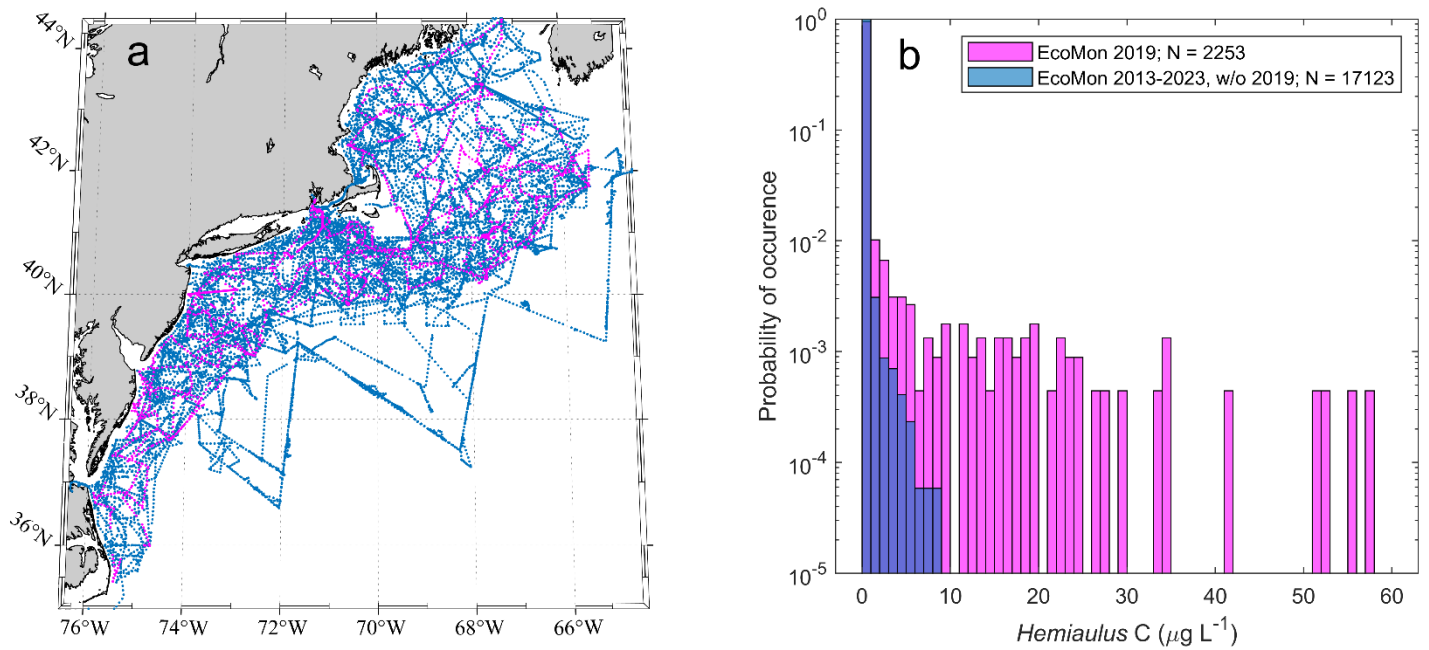 a
44°N
42°N
40°N
38°N
36°N
76°W
74°W
72°W
70°W
68°W
66°W
b
EcoMon 2019; N = 2253
EcoMon 2013-2023, w/o 2019; N = 17123
Probability of occurence
10⁰
10⁻¹
10⁻²
10⁻³
10⁻⁴
10⁻⁵
0
10
20
30
40
50
60
Hemiaulus C (μg L⁻¹)